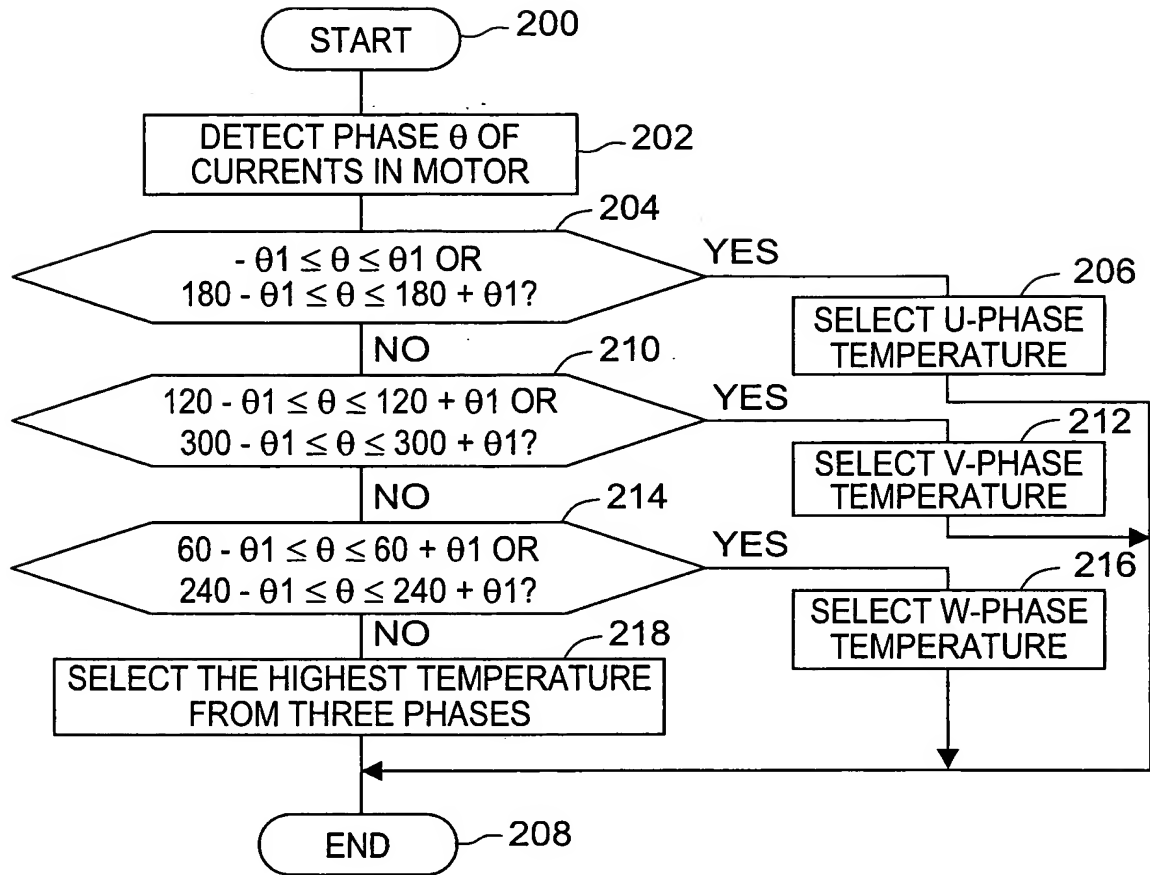 START
200
DETECT PHASE θ OF
CURRENTS IN MOTOR
202
204
- θ1 ≤ θ ≤ θ1 OR
180 - θ1 ≤ θ ≤ 180 + θ1?
YES
206
SELECT U-PHASE
TEMPERATURE
NO
210
120 - θ1 ≤ θ ≤ 120 + θ1 OR
300 - θ1 ≤ θ ≤ 300 + θ1?
YES
212
SELECT V-PHASE
TEMPERATURE
NO
214
60 - θ1 ≤ θ ≤ 60 + θ1 OR
240 - θ1 ≤ θ ≤ 240 + θ1?
YES
216
SELECT W-PHASE
TEMPERATURE
NO
218
SELECT THE HIGHEST TEMPERATURE
FROM THREE PHASES
END
208